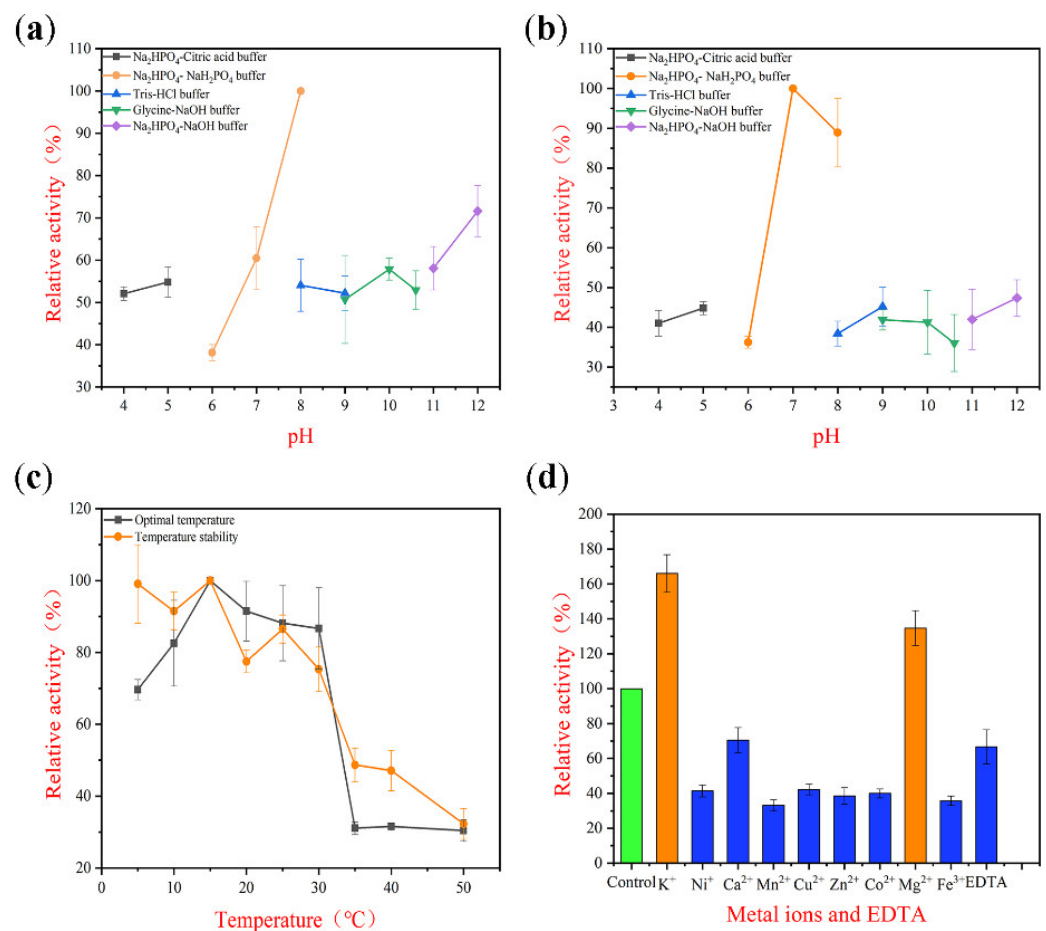 (a)
Na₂HPO₄-Citric acid buffer
Na₂HPO₄- NaH₂PO₄ buffer
Tris-HCl buffer
Glycine-NaOH buffer
Na₂HPO₄-NaOH buffer
110
100
90
80
70
60
50
40
30
4 5 6 7 8 9 10 11 12
Relative activity（%）
pH
(b)
Na₂HPO₄-Citric acid buffer
Na₂HPO₄- NaH₂PO₄ buffer
Tris-HCl buffer
Glycine-NaOH buffer
Na₂HPO₄-NaOH buffer
110
100
90
80
70
60
50
40
30
3 4 5 6 7 8 9 10 11 12
Relative activity（%）
pH
(c)
Optimal temperature
Temperature stability
120
100
80
60
40
20
0 10 20 30 40 50
Relative activity（%）
Temperature（℃）
(d)
200
180
160
140
120
100
80
60
40
20
0
Control K⁺ Ni⁺ Ca²⁺ Mn²⁺ Cu²⁺ Zn²⁺ Co²⁺ Mg²⁺ Fe³⁺ EDTA
Relative activity（%）
Metal ions and EDTA